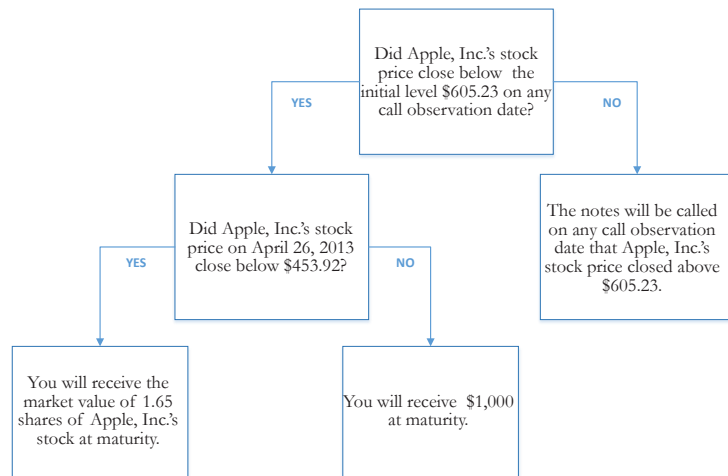 Did Apple, Inc.'s stock
price close below the
initial level $605.23 on any
call observation date?
YES
NO
Did Apple, Inc.'s stock
price on April 26, 2013
close below $453.92?
The notes will be called
on any call observation
date that Apple, Inc.'s
stock price closed above
$605.23.
YES
NO
You will receive the
market value of 1.65
shares of Apple, Inc.'s
stock at maturity.
You will receive $1,000
at maturity.